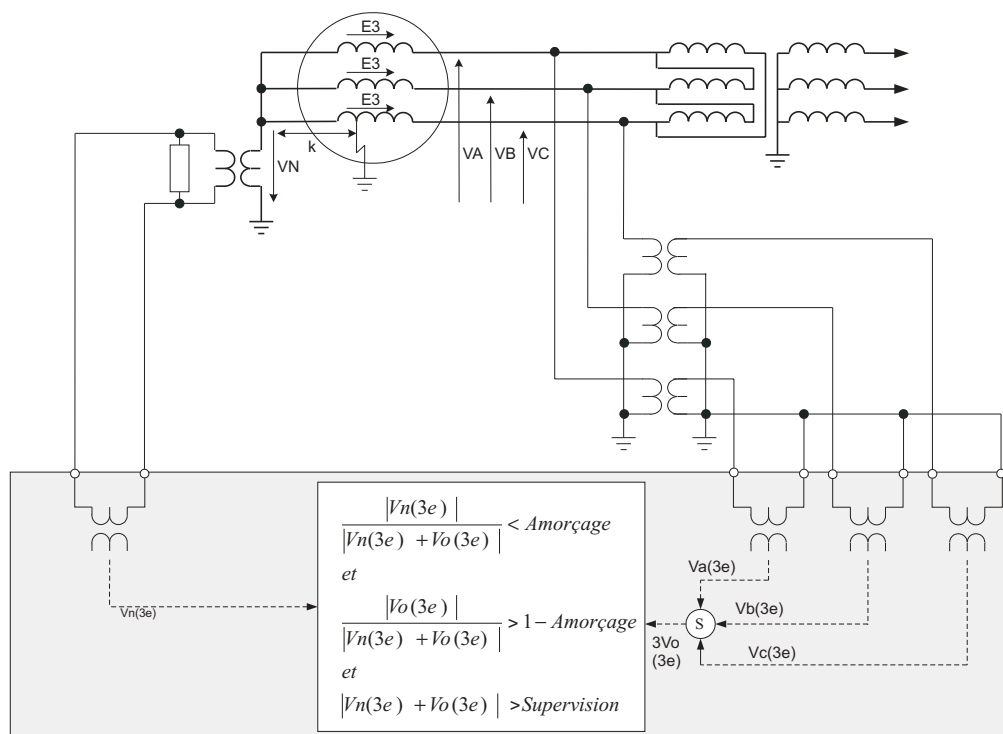 E3
E3
E3
k
VN
VA
VB
VC
|Vn(3e) |
|Vn(3e) +Vo(3e)| < Amorçage
et
|Vo(3e)|
|Vn(3e) +Vo(3e)| > 1− Amorçage
et
|Vn(3e) +Vo(3e)| >Supervision
Vn(3e)
Va(3e)
Vb(3e)
S
3Vo
(3e)
Vc(3e)